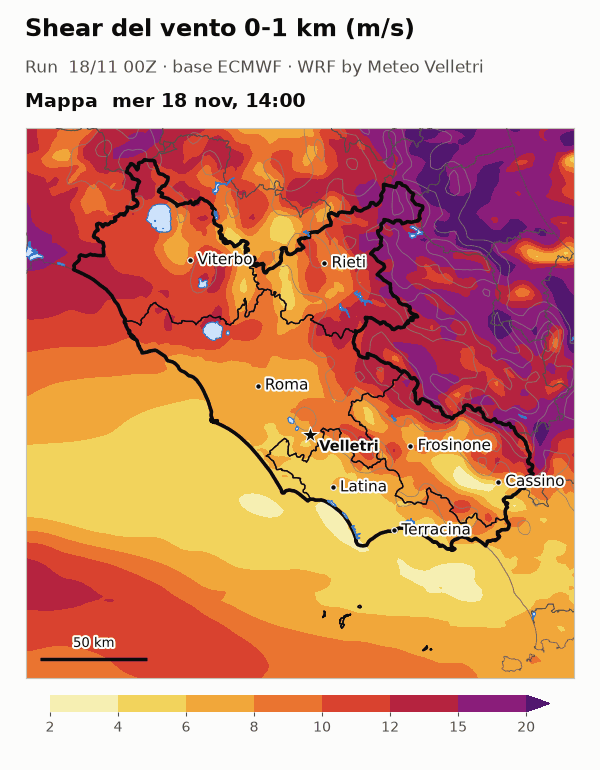 Shear del vento 0-1 km (m/s)
Run  18/11 00Z · base ECMWF · WRF by Meteo Velletri
Mappa  mer 18 nov, 14:00
Viterbo
Rieti
Roma
Velletri
Frosinone
Latina
Cassino
Terracina
50 km
2 4 6 8 10 12 15 20